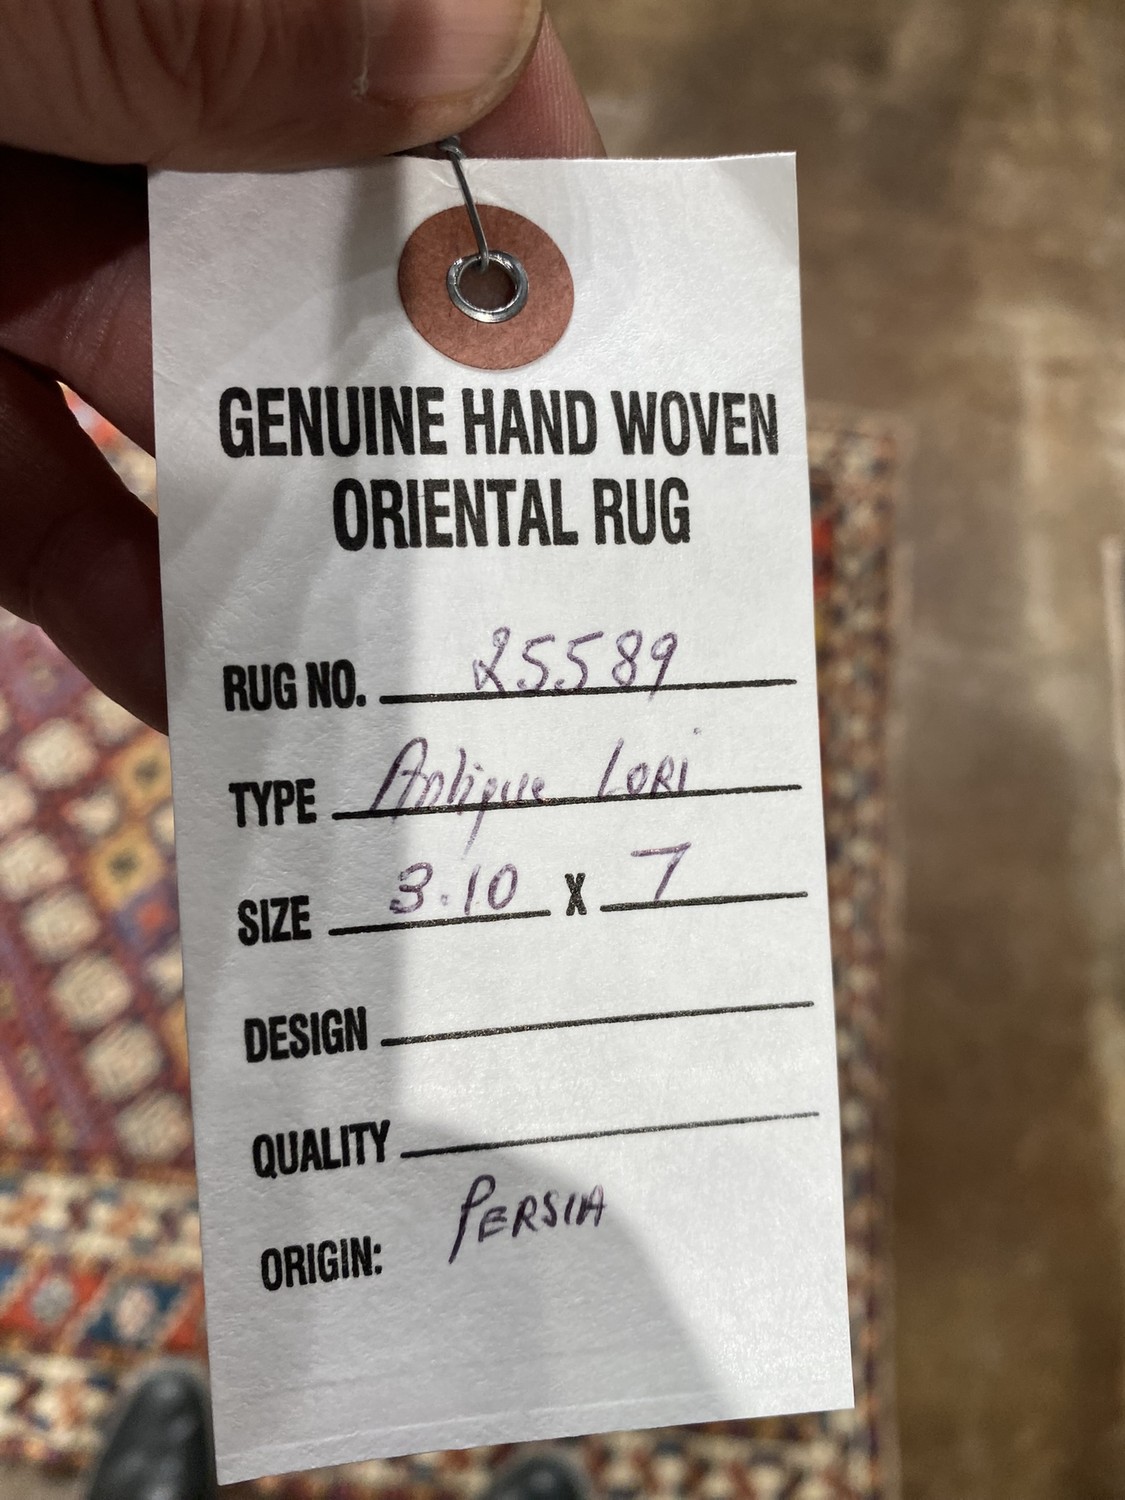 GENUINE HAND WOVEN
ORIENTAL RUG
RUG NO. 25589
TYPE Antique LORI
SIZE 3.10 X 7
DESIGN
QUALITY
ORIGIN: PERSIA